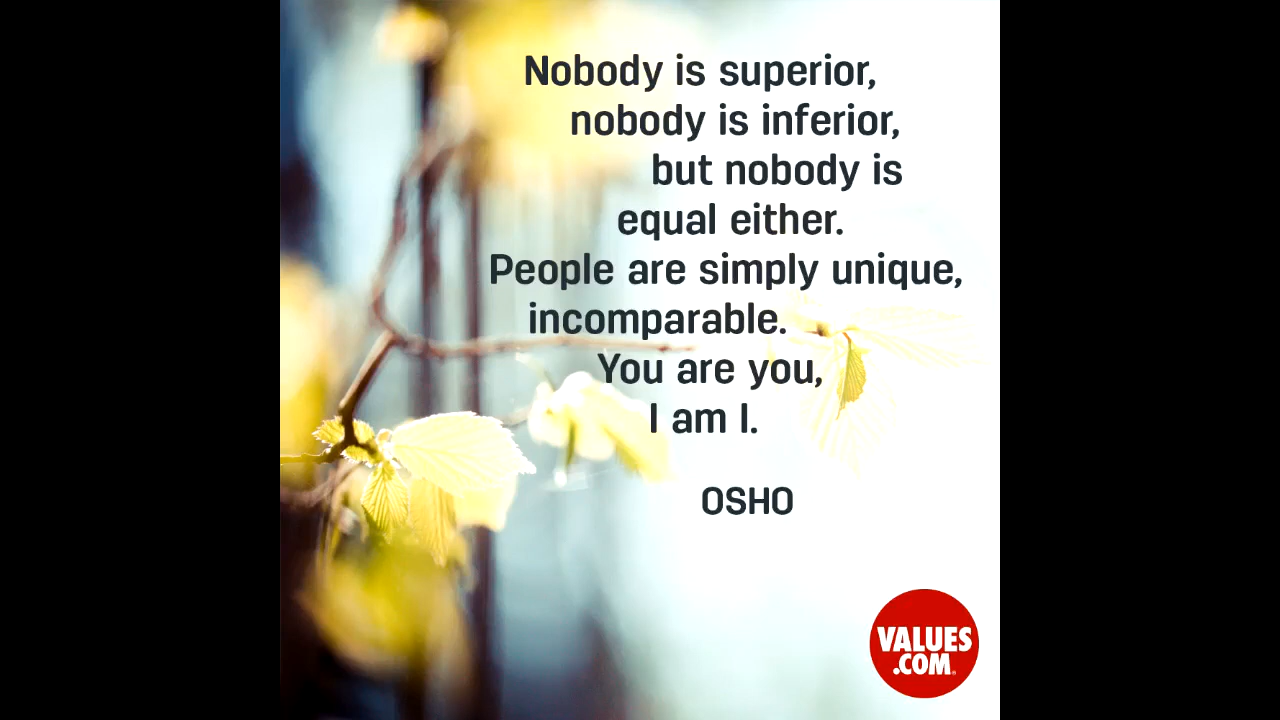 Nobody is superior,
nobody is inferior,
but nobody is
equal either.
People are simply unique,
incomparable.
You are you,
I am I.
OSHO
VALUES
.COM®